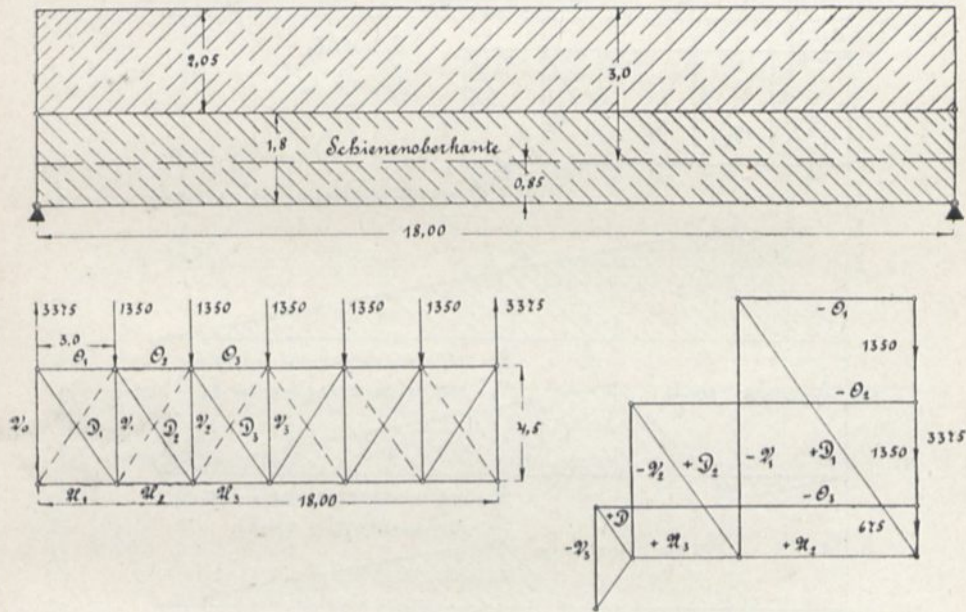 2,05
3,0
1,8
Schienenoberkante
0,85
18,00
3375 1350 1350 1350 1350 1350 3375
3,0
O₁ O₂ O₃
V₀ D₁ V₁ D₂ V₂ D₃ V₃
4,5
U₁ U₂ U₃
18,00
- O₁
1350
- O₂
3375
- V₂ + D₂ - V₁ + D₁ 1350
- O₃
+ D 675
- V₃ + U₃ + U₂